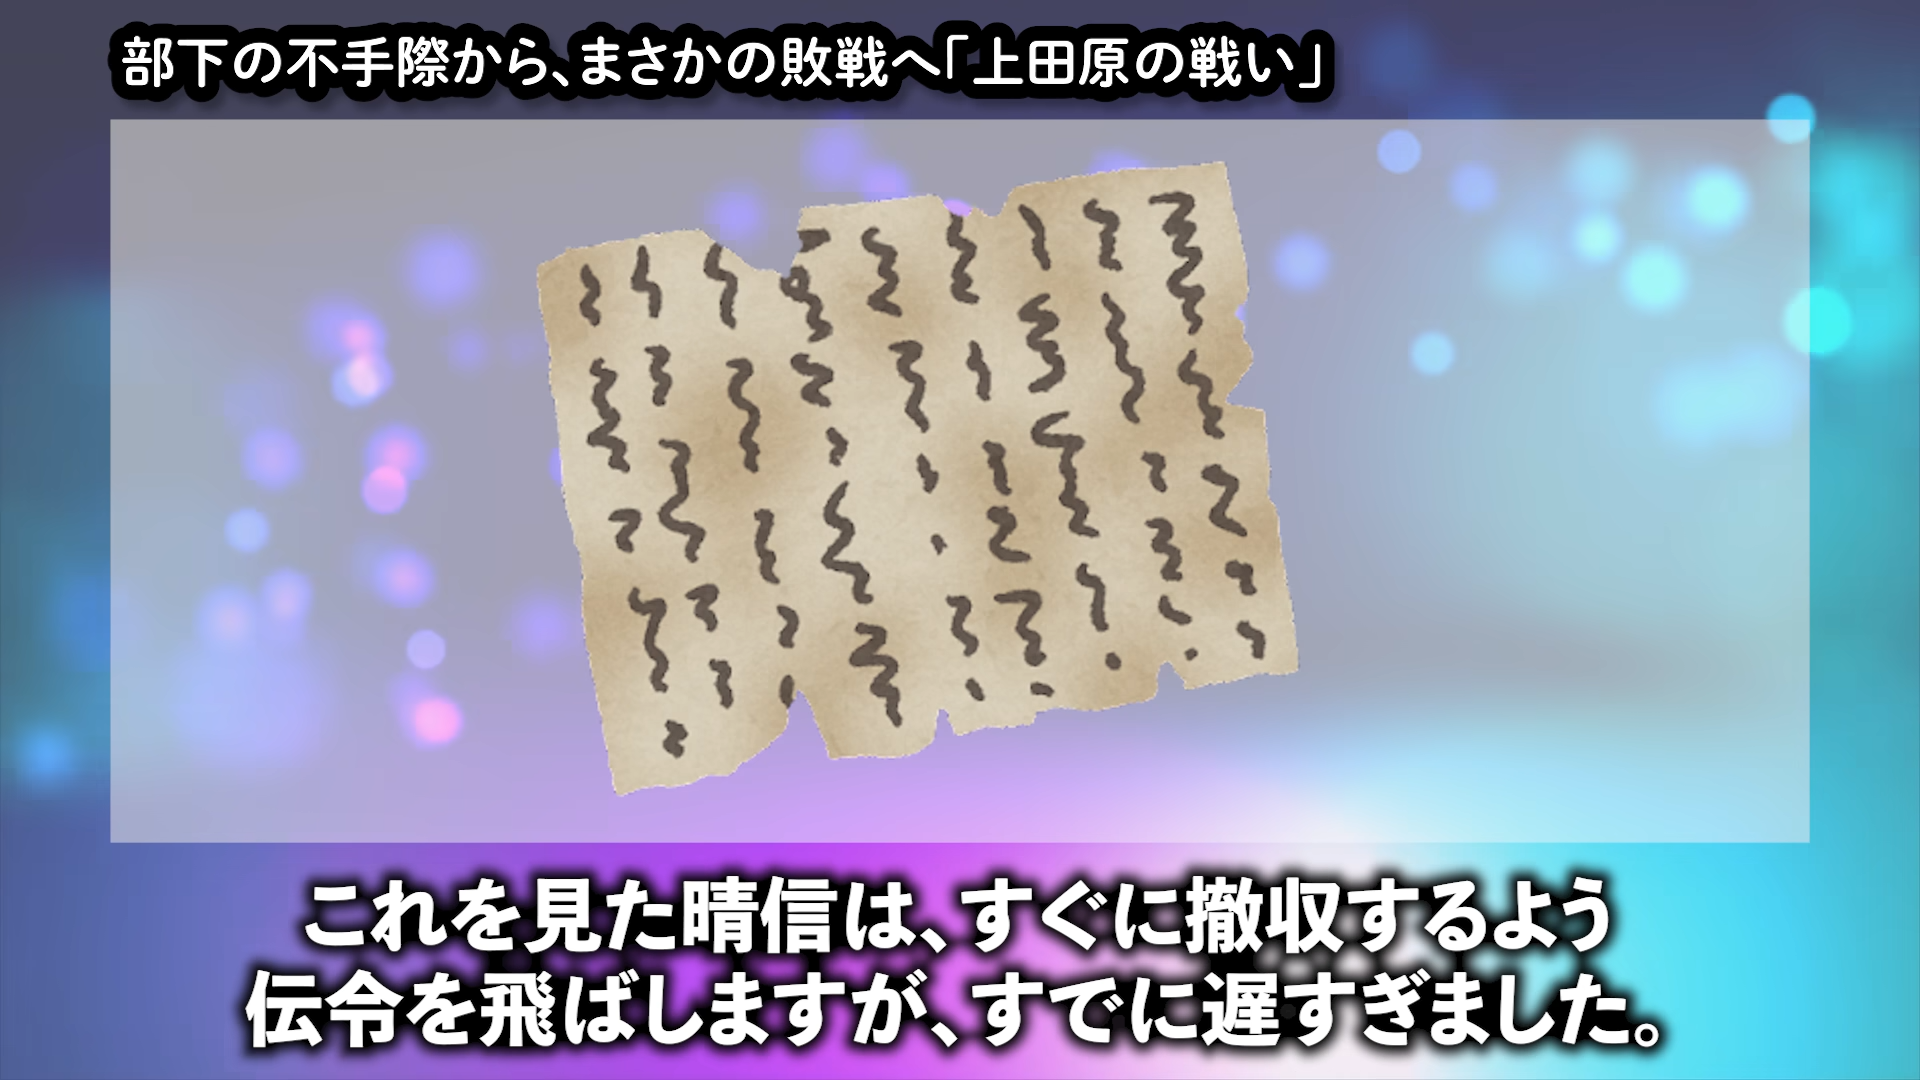 部下の不手際から、まさかの敗戦へ「上田原の戦い」
これを見た晴信は、すぐに撤収するよう
伝令を飛ばしますが、すでに遅すぎました。